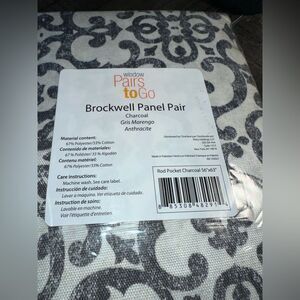 window
Pairs
toGo
Brockwell Panel Pair
Charcoal
Gris Marengo
Anthracite
Material content:
67% Polyester/33% Cotton
Contenido de materiales:
67% Poliéster/ 33% Algodón
Contenu matériel:
67% Polyester/33% Cotton
Care instructions:
Machine wash. See care label.
Instrucción de cuidado:
Lavar a máquina. Ver etiqueta de cuidado.
Instruction de soins:
Lavable en machine.
Voir l'étiquette d'entretien
Rod Pocket Charcoal 56"x63"